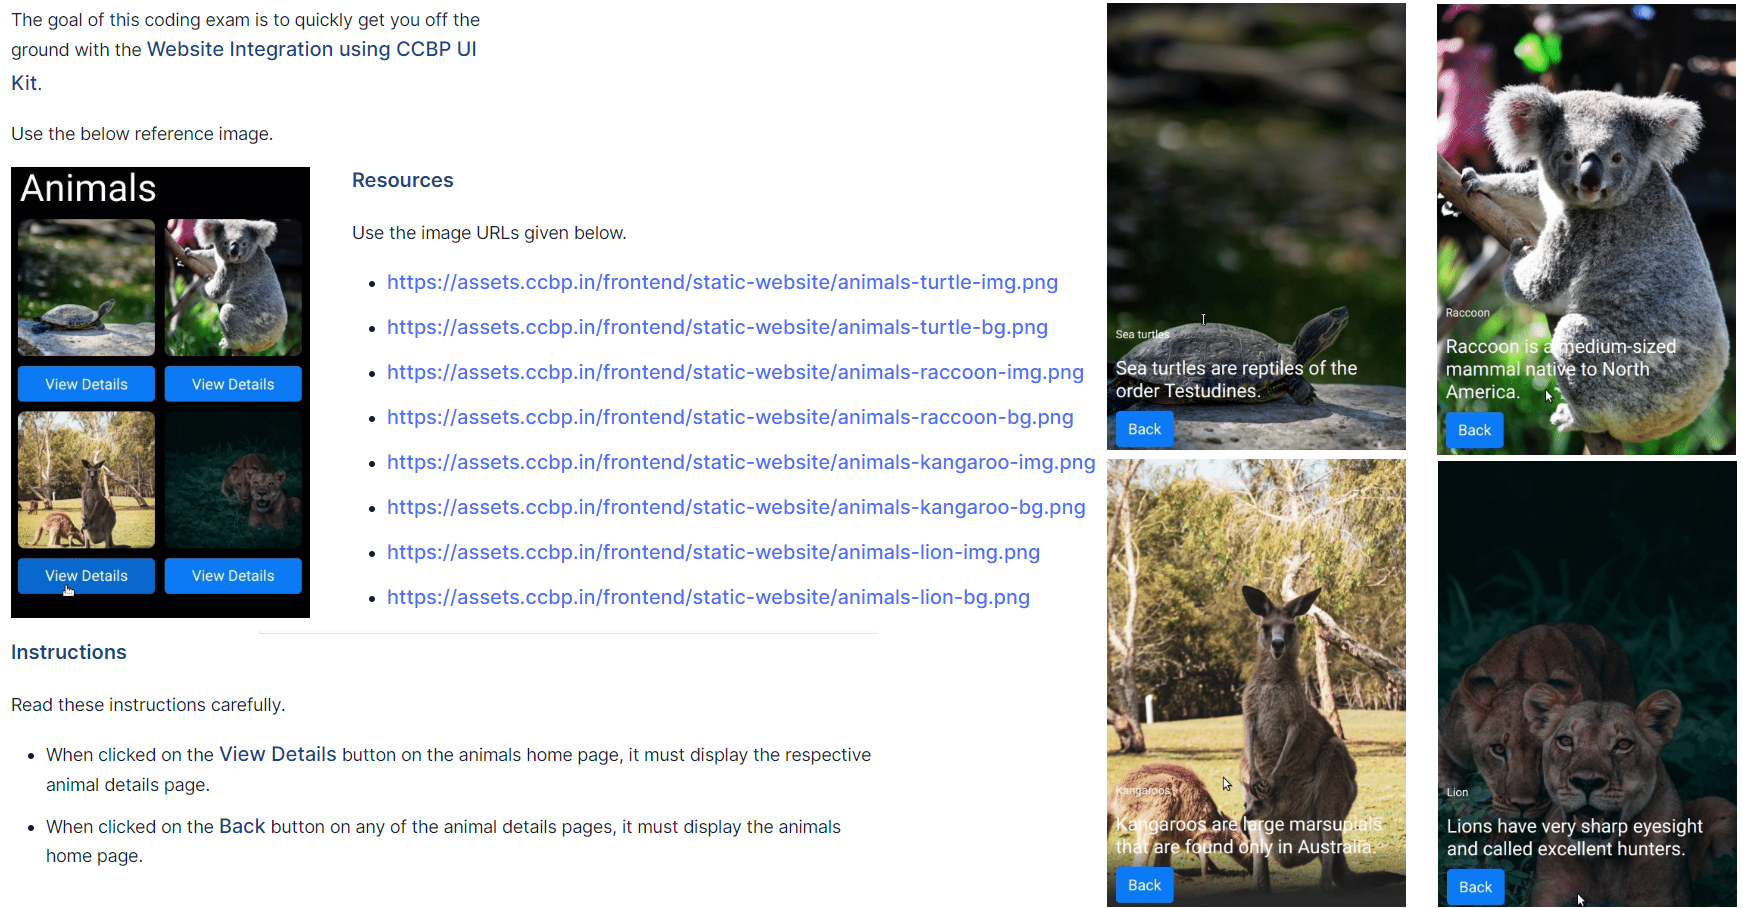 The goal of this coding exam is to quickly get you off the
ground with the Website Integration using CCBP UI
Kit.
Use the below reference image.
Animals
View Details
View Details
View Details
View Details
Resources
Use the image URLs given below.
https://assets.ccbp.in/frontend/static-website/animals-turtle-img.png
https://assets.ccbp.in/frontend/static-website/animals-turtle-bg.png
https://assets.ccbp.in/frontend/static-website/animals-raccoon-img.png
https://assets.ccbp.in/frontend/static-website/animals-raccoon-bg.png
https://assets.ccbp.in/frontend/static-website/animals-kangaroo-img.png
https://assets.ccbp.in/frontend/static-website/animals-kangaroo-bg.png
https://assets.ccbp.in/frontend/static-website/animals-lion-img.png
https://assets.ccbp.in/frontend/static-website/animals-lion-bg.png
Instructions
Read these instructions carefully.
When clicked on the View Details button on the animals home page, it must display the respective
animal details page.
When clicked on the Back button on any of the animal details pages, it must display the animals
home page.
Sea turtles
Sea turtles are reptiles of the
order Testudines.
Back
Raccoon
Raccoon is a medium-sized
mammal native to North
America.
Back
Kangaroos
Kangaroos are large marsupials
that are found only in Australia.
Back
Lion
Lions have very sharp eyesight
and called excellent hunters.
Back